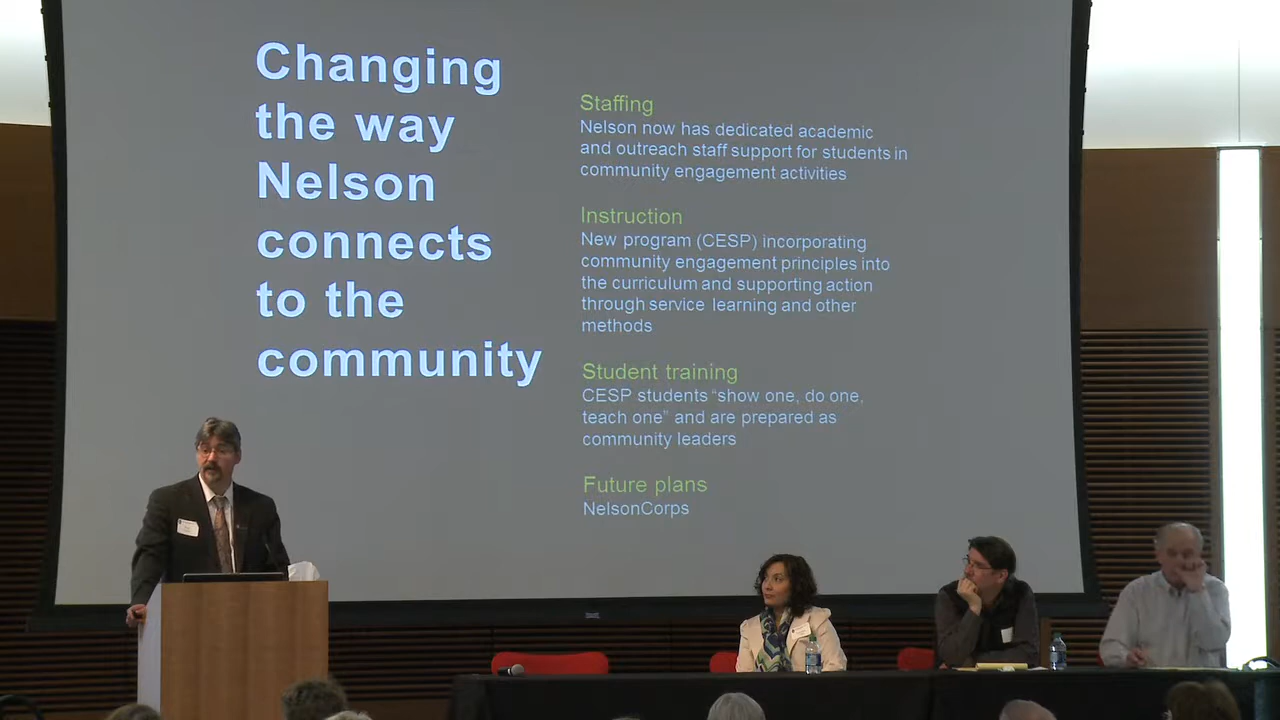 Changing
the way
Nelson
connects
to the
community
Staffing
Nelson now has dedicated academic
and outreach staff support for students in
community engagement activities
Instruction
New program (CESP) incorporating
community engagement principles into
the curriculum and supporting action
through service learning and other
methods
Student training
CESP students “show one, do one,
teach one” and are prepared as
community leaders
Future plans
NelsonCorps